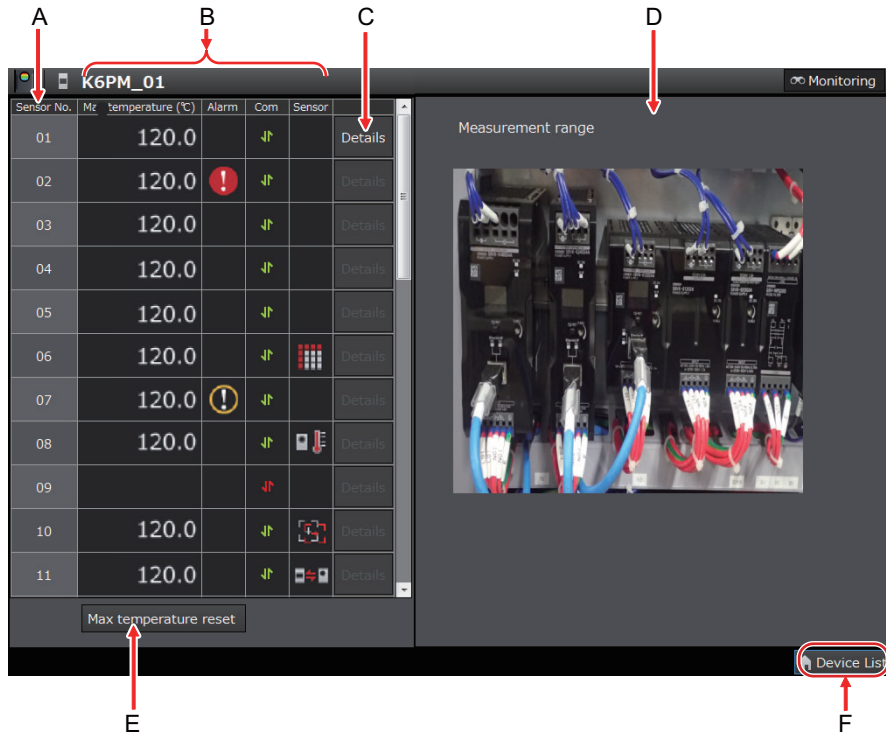 A B C D
K6PM_01 Monitoring
Sensor No. Max temperature (℃) Alarm Com Sensor
01 120.0 Details
02 120.0 Details
03 120.0 Details
04 120.0 Details
05 120.0 Details
06 120.0 Details
07 120.0 Details
08 120.0 Details
09 Details
10 120.0 Details
11 120.0 Details
Measurement range
Max temperature reset
Device List
E F